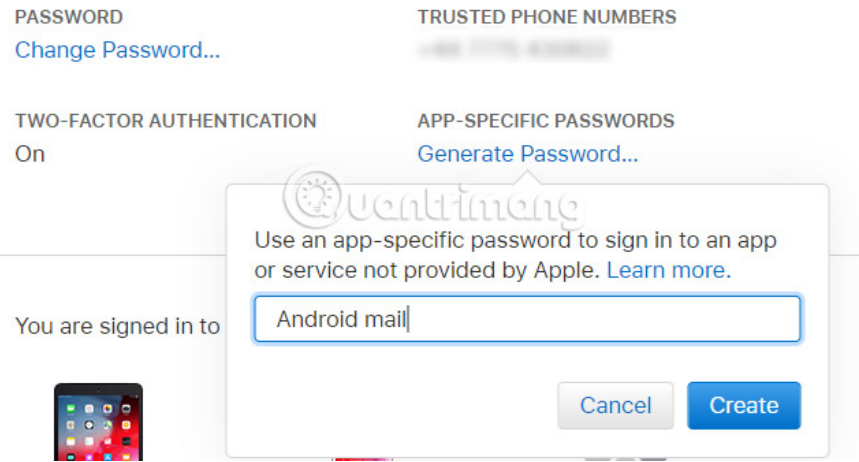 PASSWORD
TRUSTED PHONE NUMBERS
Change Password...
TWO-FACTOR AUTHENTICATION
APP-SPECIFIC PASSWORDS
On
Generate Password...
Quantrimang
Use an app-specific password to sign in to an app
or service not provided by Apple. Learn more.
Android mail
You are signed in to
Cancel
Create